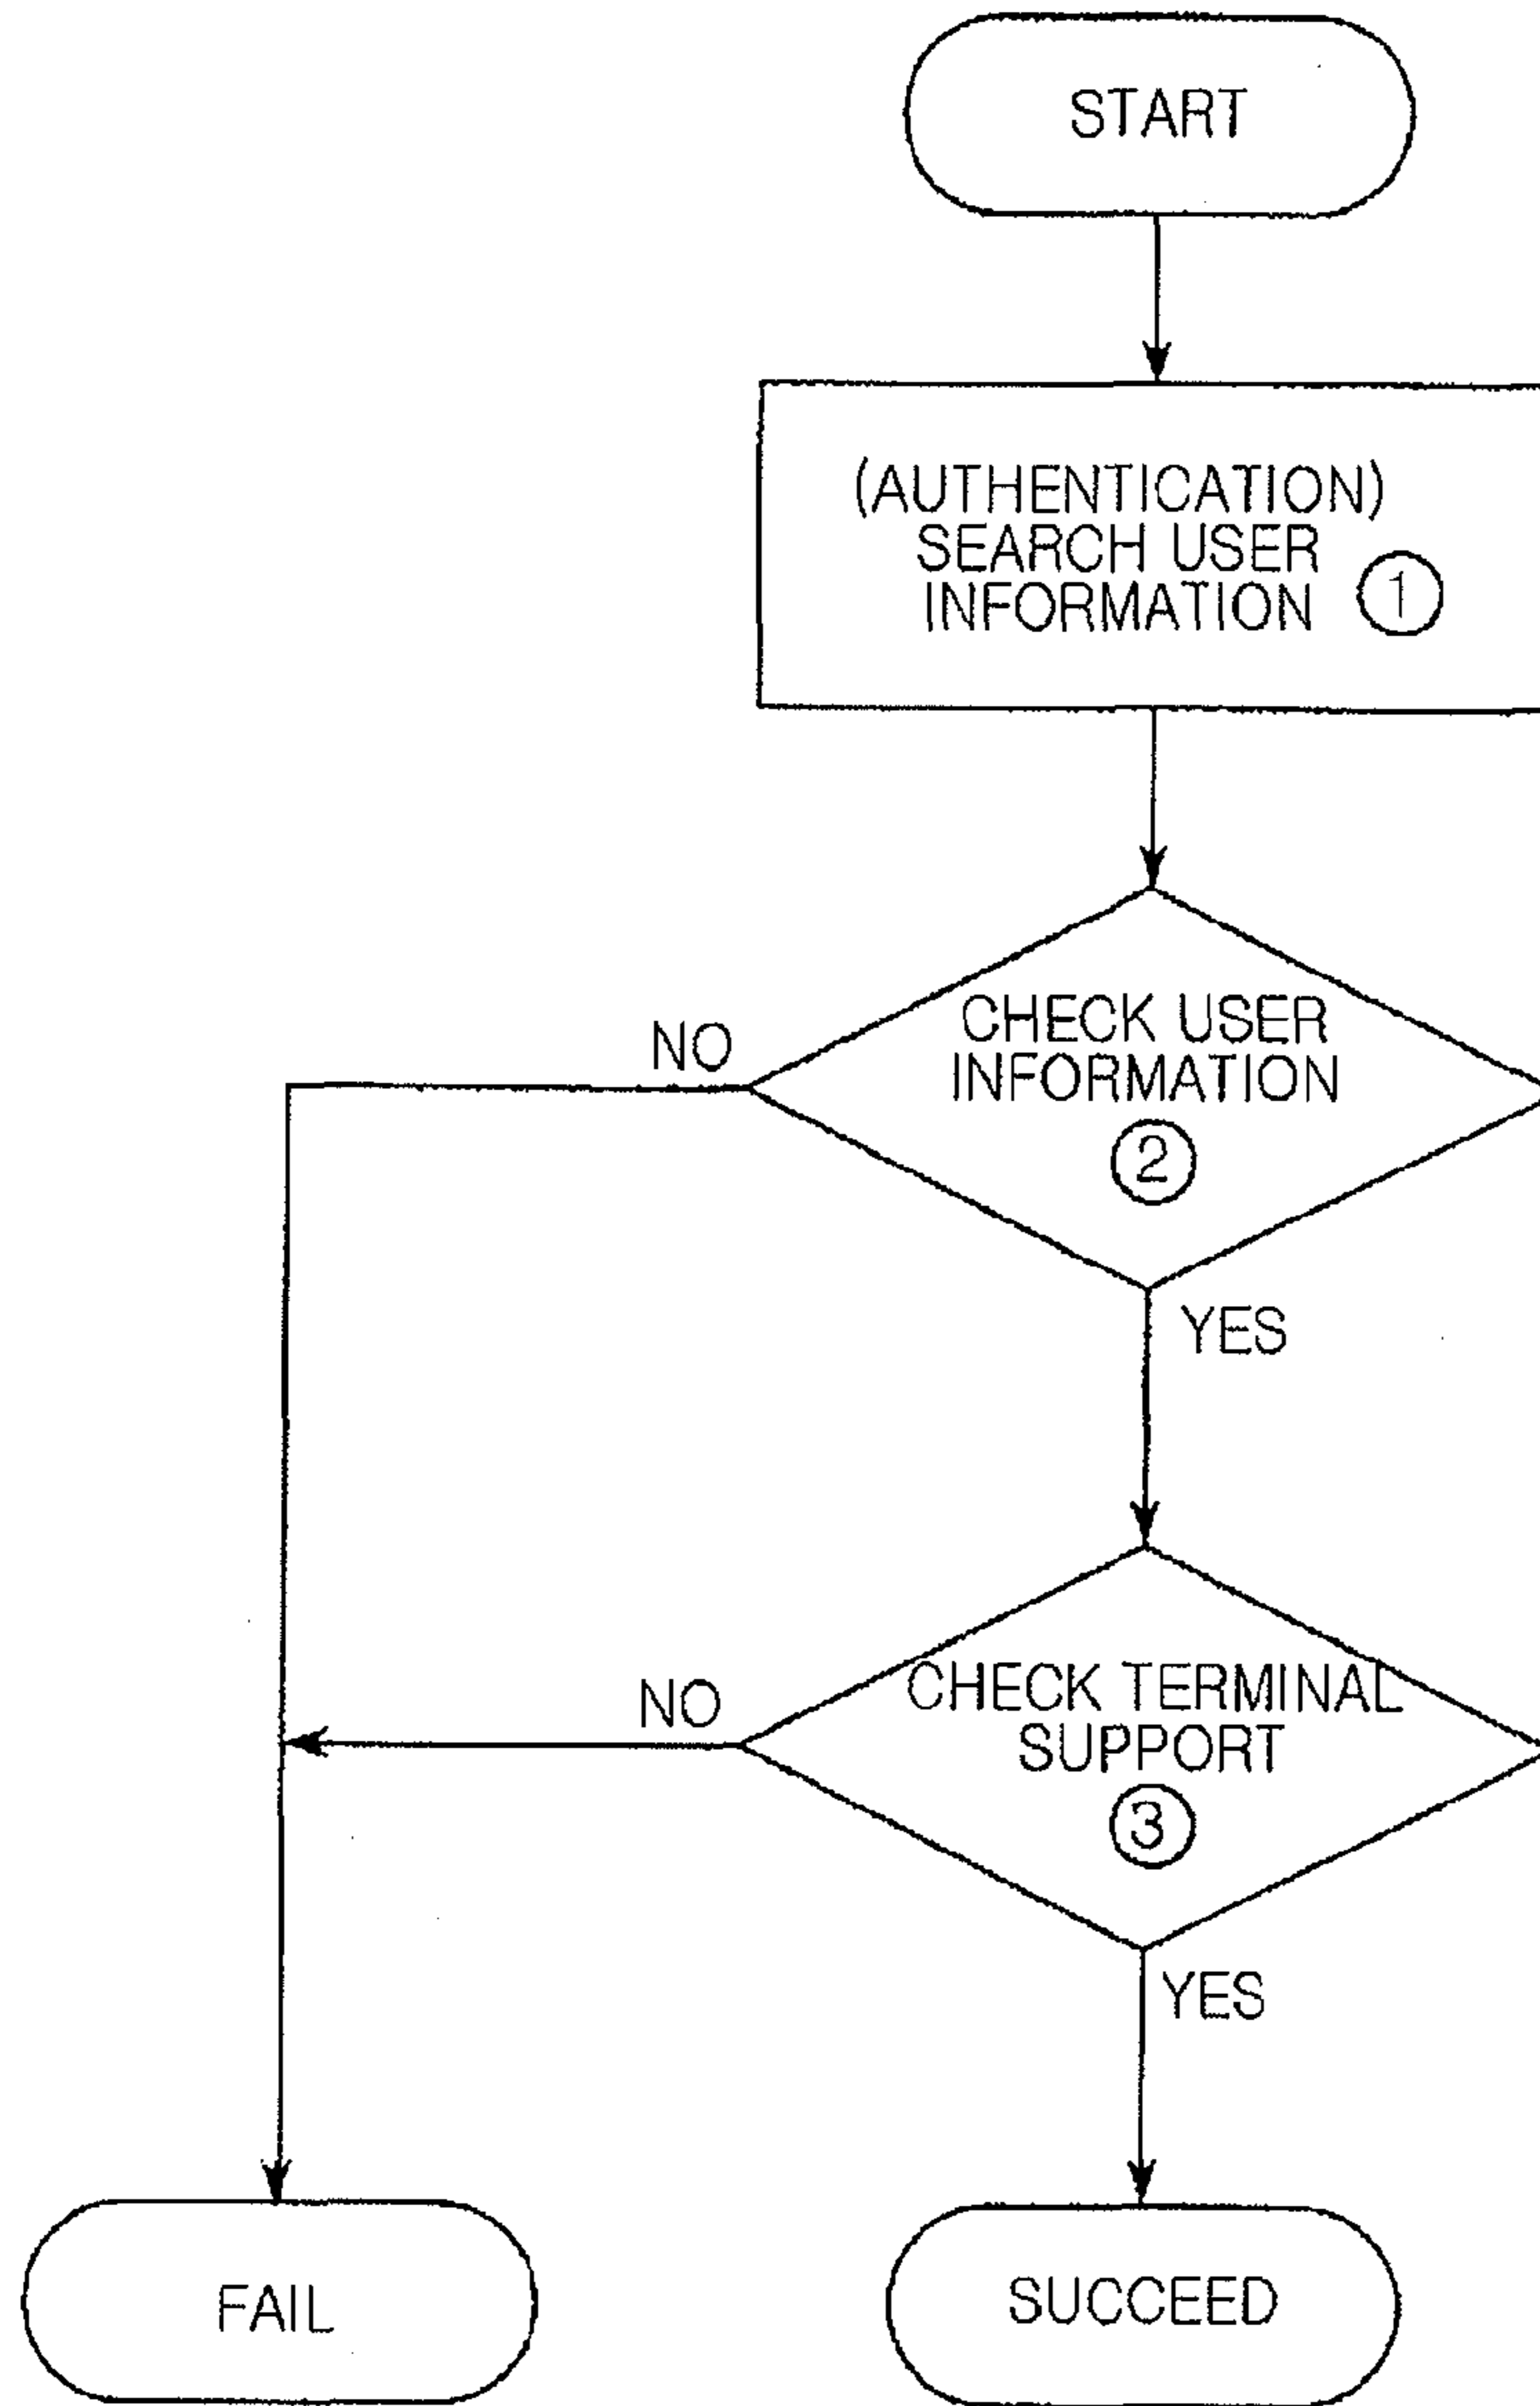 START
(AUTHENTICATION)
SEARCH USER
INFORMATION ①
NO
CHECK USER
INFORMATION
②
YES
NO
CHECK TERMINAL
SUPPORT
③
YES
FAIL
SUCCEED